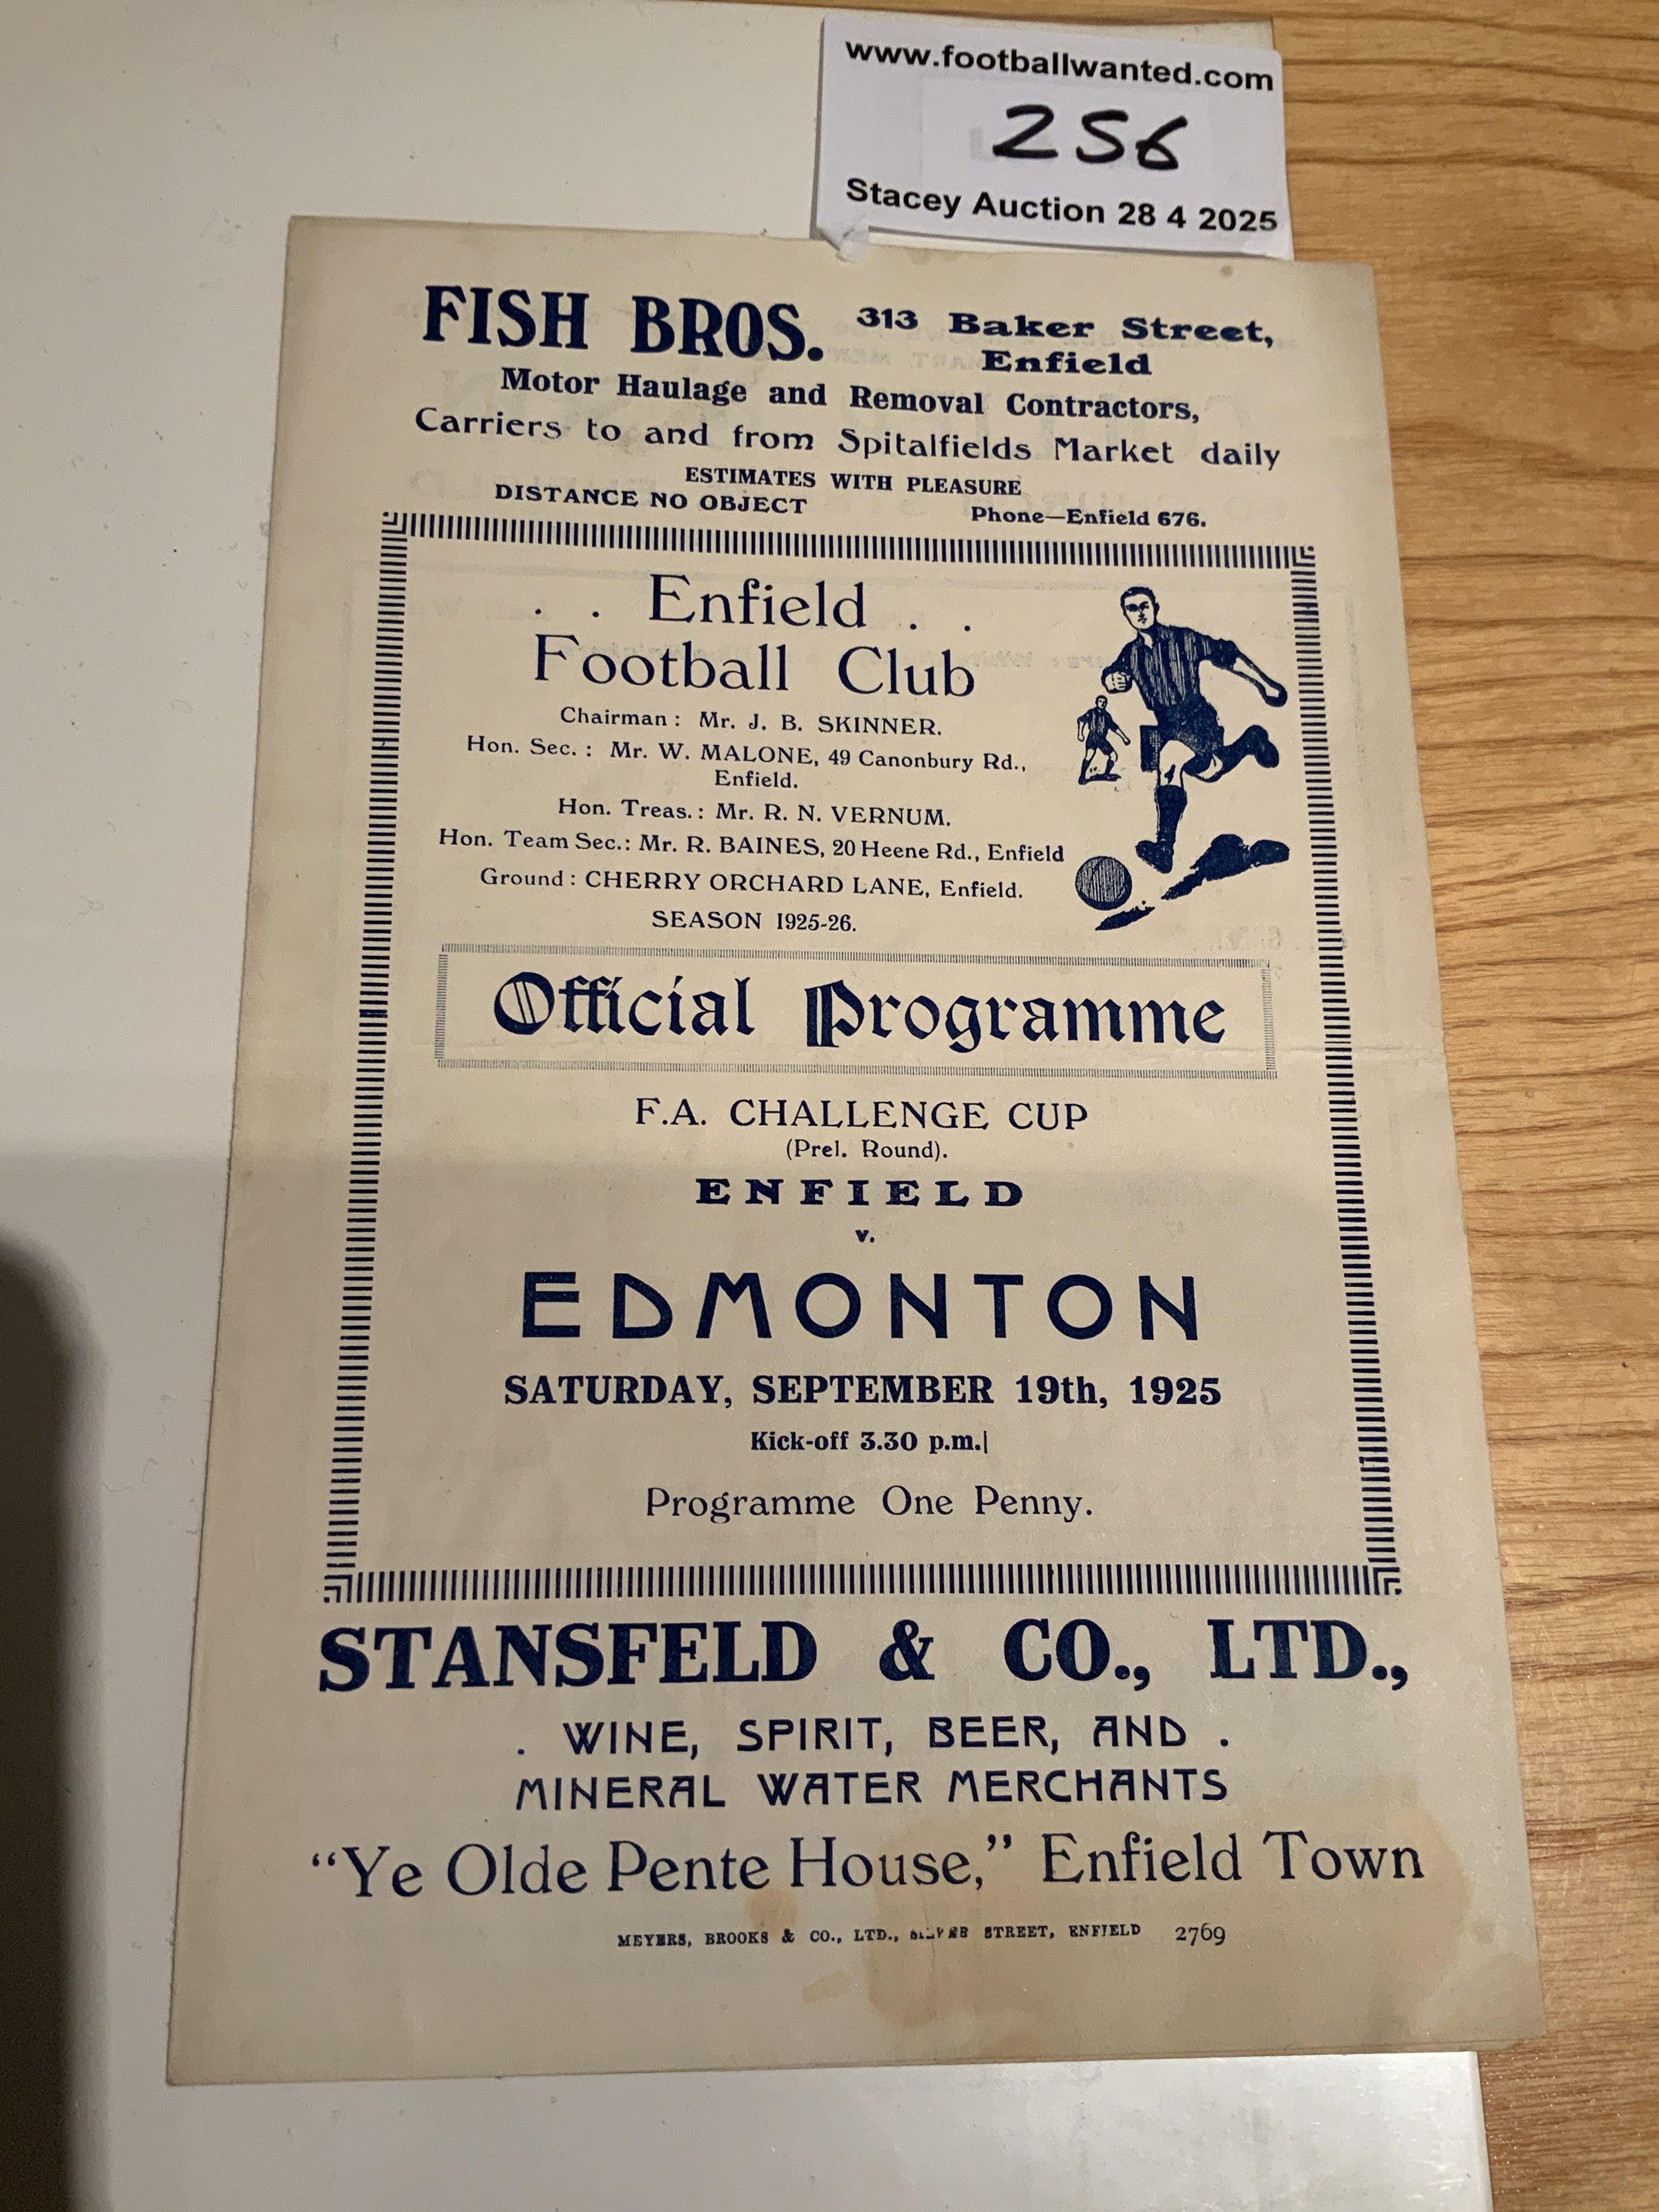 www.footballwanted.com
256
Stacey Auction 28 4 2025
FISH BROS. 313 Baker Street,
Enfield
Motor Haulage and Removal Contractors,
Carriers to and from Spitalfields Market daily
ESTIMATES WITH PLEASURE
DISTANCE NO OBJECT Phone—Enfield 676.
. . Enfield . .
Football Club
Chairman : Mr. J. B. SKINNER.
Hon. Sec. : Mr. W. MALONE, 49 Canonbury Rd.,
Enfield.
Hon. Treas. : Mr. R. N. VERNUM.
Hon. Team Sec.: Mr. R. BAINES, 20 Heene Rd., Enfield
Ground : CHERRY ORCHARD LANE, Enfield.
SEASON 1925-26.
Official Programme
F.A. CHALLENGE CUP
(Prel. Round).
ENFIELD
v.
EDMONTON
SATURDAY, SEPTEMBER 19th, 1925
Kick-off 3.30 p.m.|
Programme One Penny.
STANSFELD & CO., LTD.,
. WINE, SPIRIT, BEER, AND .
MINERAL WATER MERCHANTS
“Ye Olde Pente House,” Enfield Town
MEYERS, BROOKS & CO., LTD., STREET, ENFIELD 2769